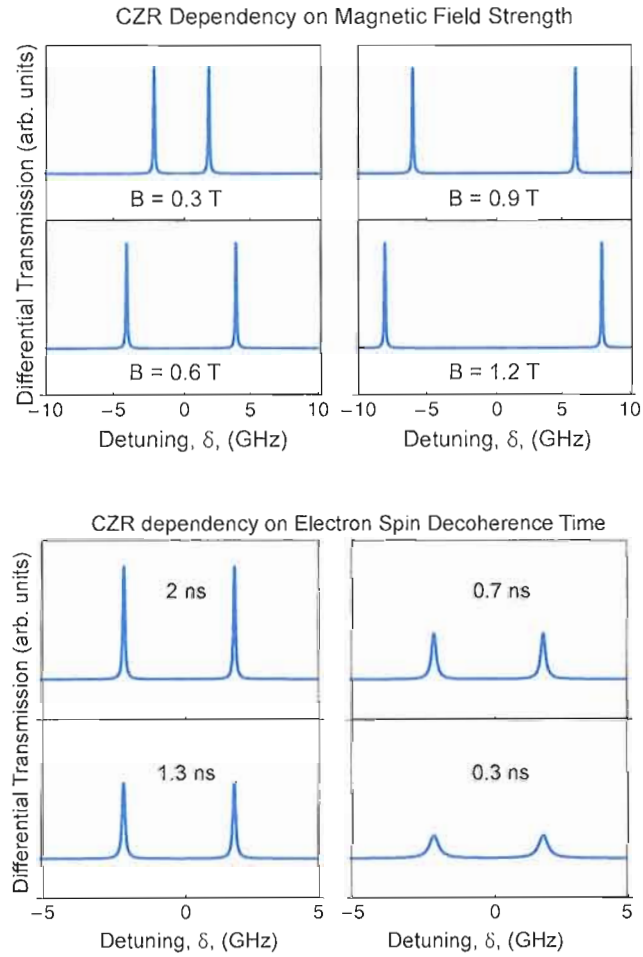 CZR Dependency on Magnetic Field Strength
Differential Transmission (arb. units)
B = 0.3 T
B = 0.9 T
B = 0.6 T
B = 1.2 T
−10 −5 0 5 10
−10 −5 0 5 10
Detuning, δ, (GHz)
Detuning, δ, (GHz)
CZR dependency on Electron Spin Decoherence Time
Differential Transmission (arb. units)
2 ns
0.7 ns
1.3 ns
0.3 ns
−5 0 5
−5 0 5
Detuning, δ, (GHz)
Detuning, δ, (GHz)